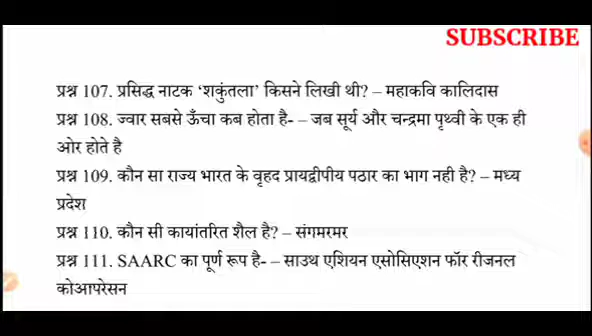 SUBSCRIBE
प्रश्न 107. प्रसिद्ध नाटक ‘शकुंतला’ किसने लिखी थी? – महाकवि कालिदास
प्रश्न 108. ज्वार सबसे ऊँचा कब होता है- – जब सूर्य और चन्द्रमा पृथ्वी के एक ही
ओर होते है
प्रश्न 109. कौन सा राज्य भारत के वृहद प्रायद्वीपीय पठार का भाग नही है? – मध्य
प्रदेश
प्रश्न 110. कौन सी कायांतरित शैल है? – संगमरमर
प्रश्न 111. SAARC का पुर्ण रूप है- – साउथ एशियन एसोसिएशन फॉर रीजनल
कोआपरेसन